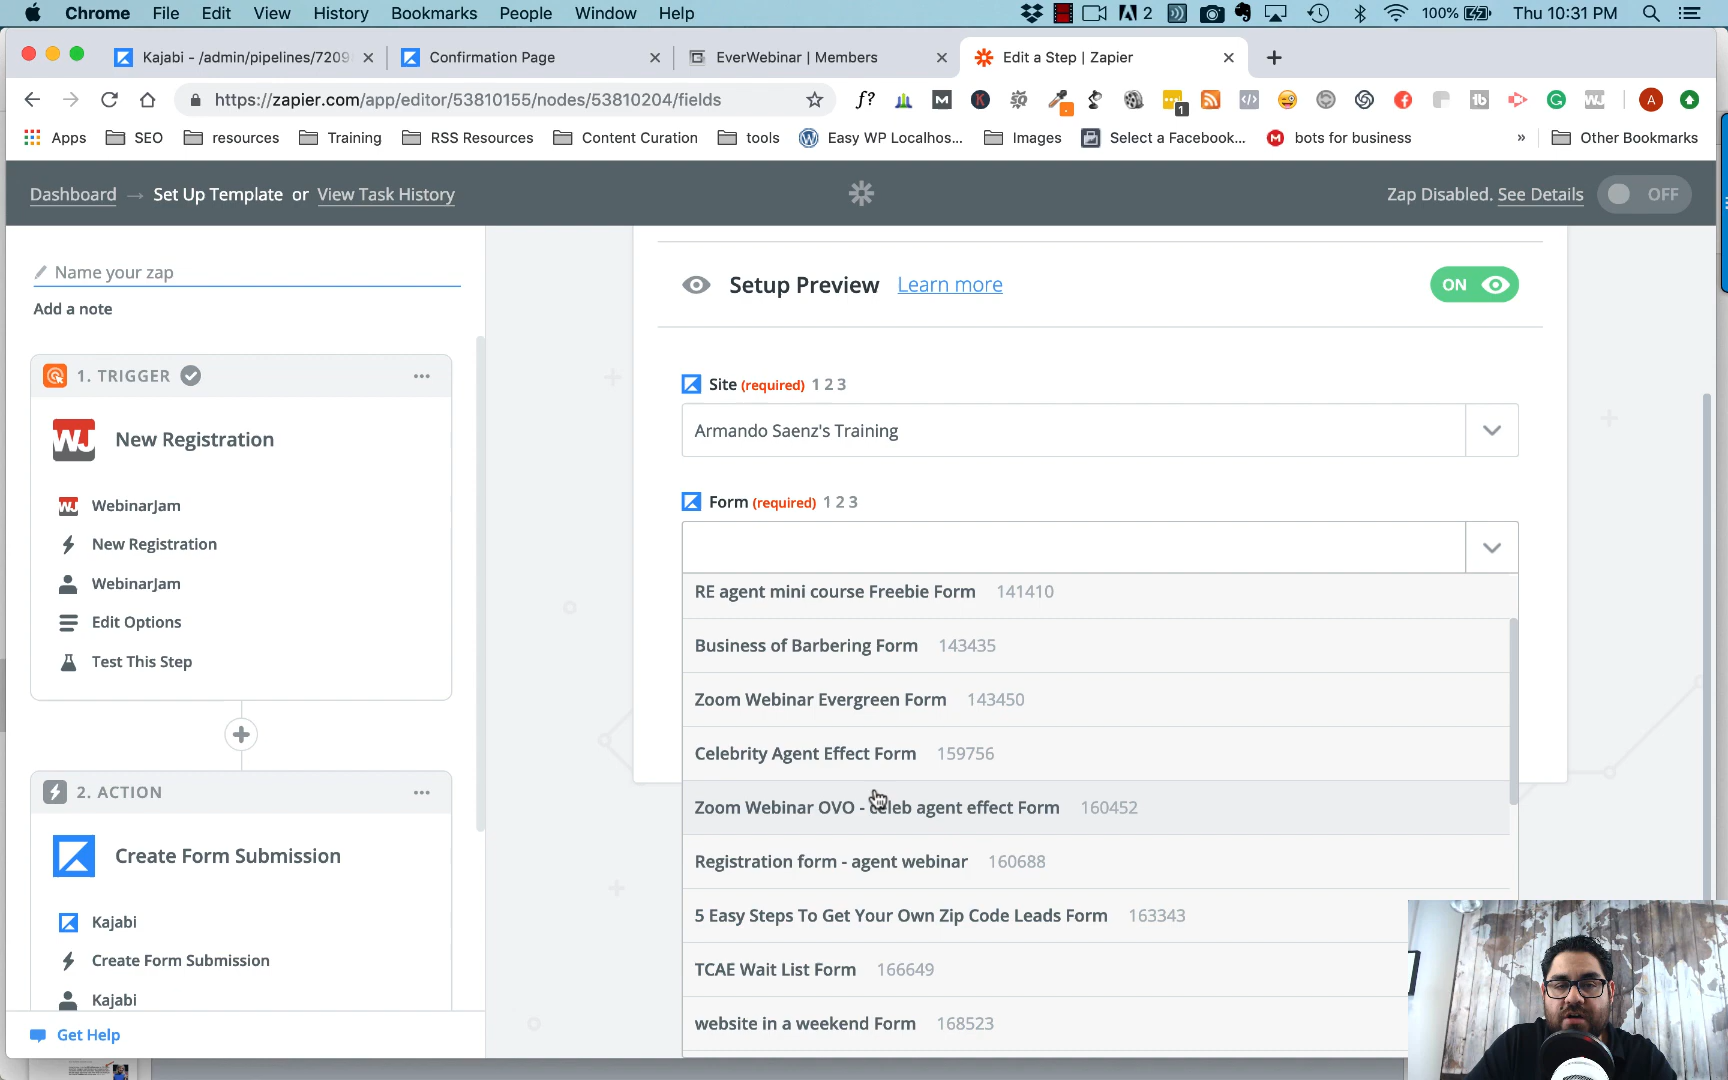 Chrome File Edit View History Bookmarks People Window Help 2 100% Thu 10:31 PM
Kajabi - /admin/pipelines/7209
Confirmation Page
EverWebinar | Members
Edit a Step | Zapier
https://zapier.com/app/editor/53810155/nodes/53810204/fields
Apps SEO resources Training RSS Resources Content Curation tools Easy WP Localhos... Images Select a Facebook... bots for business » Other Bookmarks
Dashboard → Set Up Template or View Task History
Zap Disabled. See Details OFF
Name your zap
Add a note
1. TRIGGER
WJ New Registration
WebinarJam
New Registration
WebinarJam
Edit Options
Test This Step
2. ACTION
Create Form Submission
Kajabi
Create Form Submission
Kajabi
Get Help
Setup Preview Learn more ON
Site (required) 1 2 3
Armando Saenz's Training
Form (required) 1 2 3
RE agent mini course Freebie Form 141410
Business of Barbering Form 143435
Zoom Webinar Evergreen Form 143450
Celebrity Agent Effect Form 159756
Zoom Webinar OVO - celeb agent effect Form 160452
Registration form - agent webinar 160688
5 Easy Steps To Get Your Own Zip Code Leads Form 163343
TCAE Wait List Form 166649
website in a weekend Form 168523